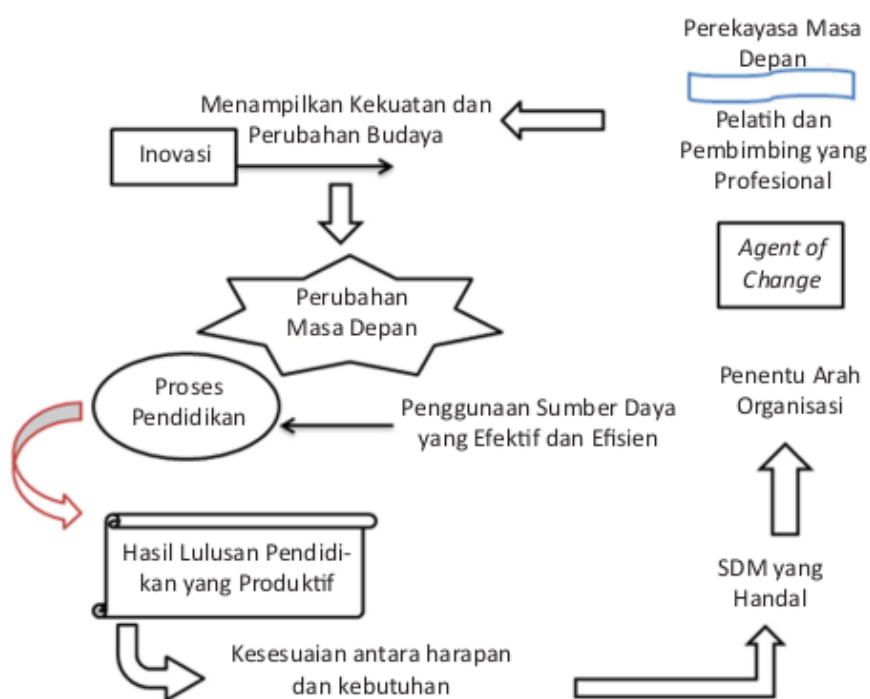 Perekayasa Masa
Depan
Menampilkan Kekuatan dan
Perubahan Budaya
Inovasi
Pelatih dan
Pembimbing yang
Profesional
Agent of
Change
Perubahan
Masa Depan
Proses
Pendidikan
Penggunaan Sumber Daya
yang Efektif dan Efisien
Penentu Arah
Organisasi
Hasil Lulusan Pendidi-
kan yang Produktif
SDM yang
Handal
Kesesuaian antara harapan
dan kebutuhan